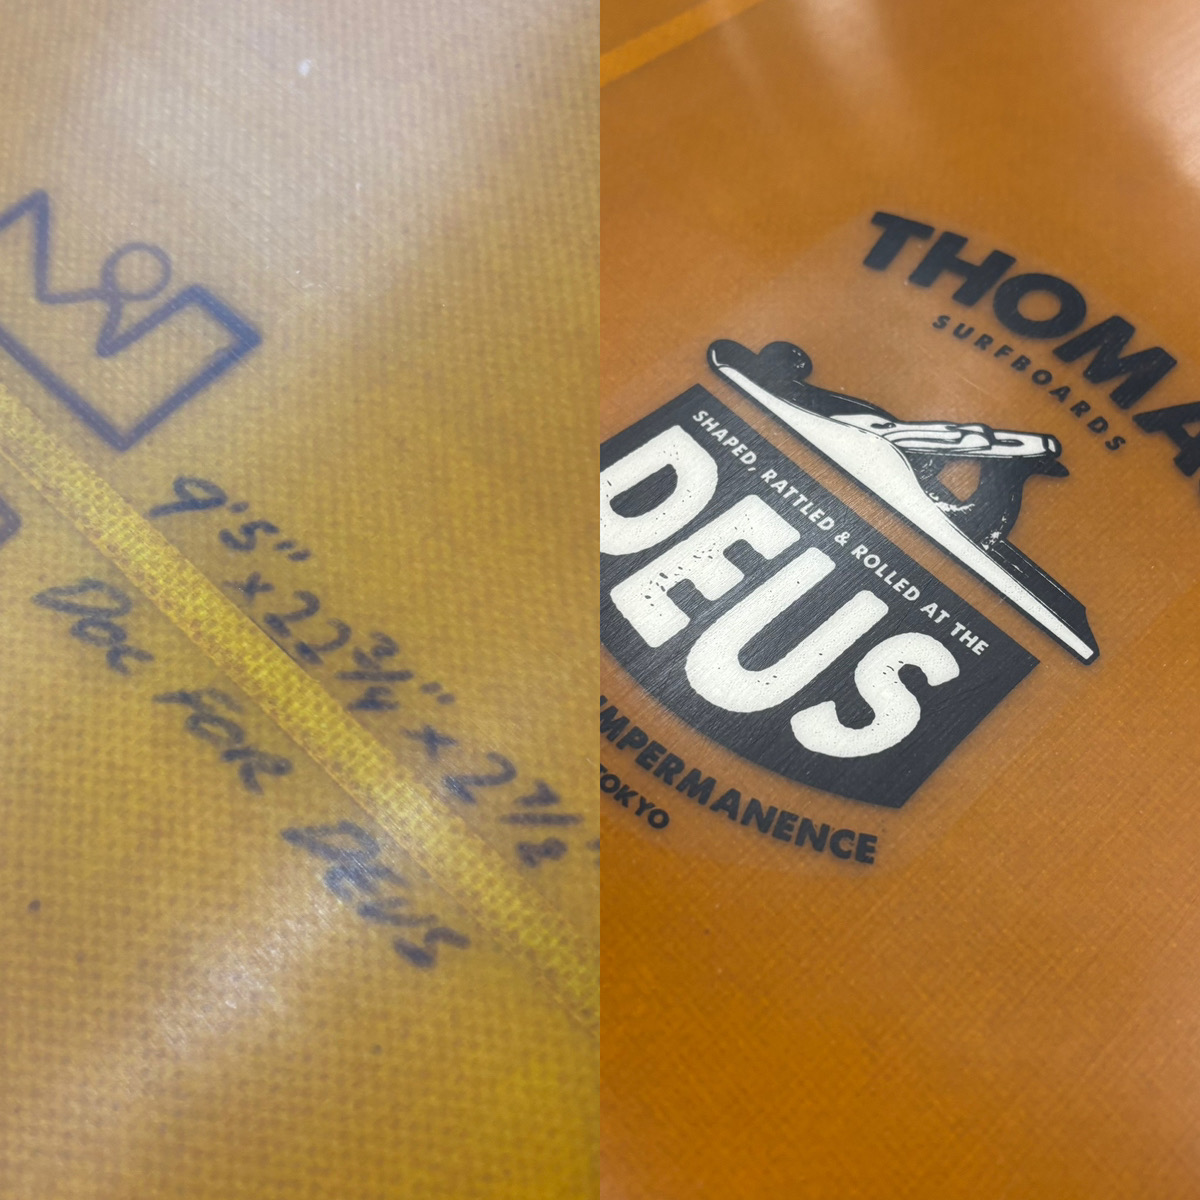 9'5" x 22 3/4" x 2 7/8"
DOC FOR DEUS
THOMA
SURFBOARDS
SHAPED, RATTLED & ROLLED AT THE
DEUS
IMPERMANENCE
TOKYO